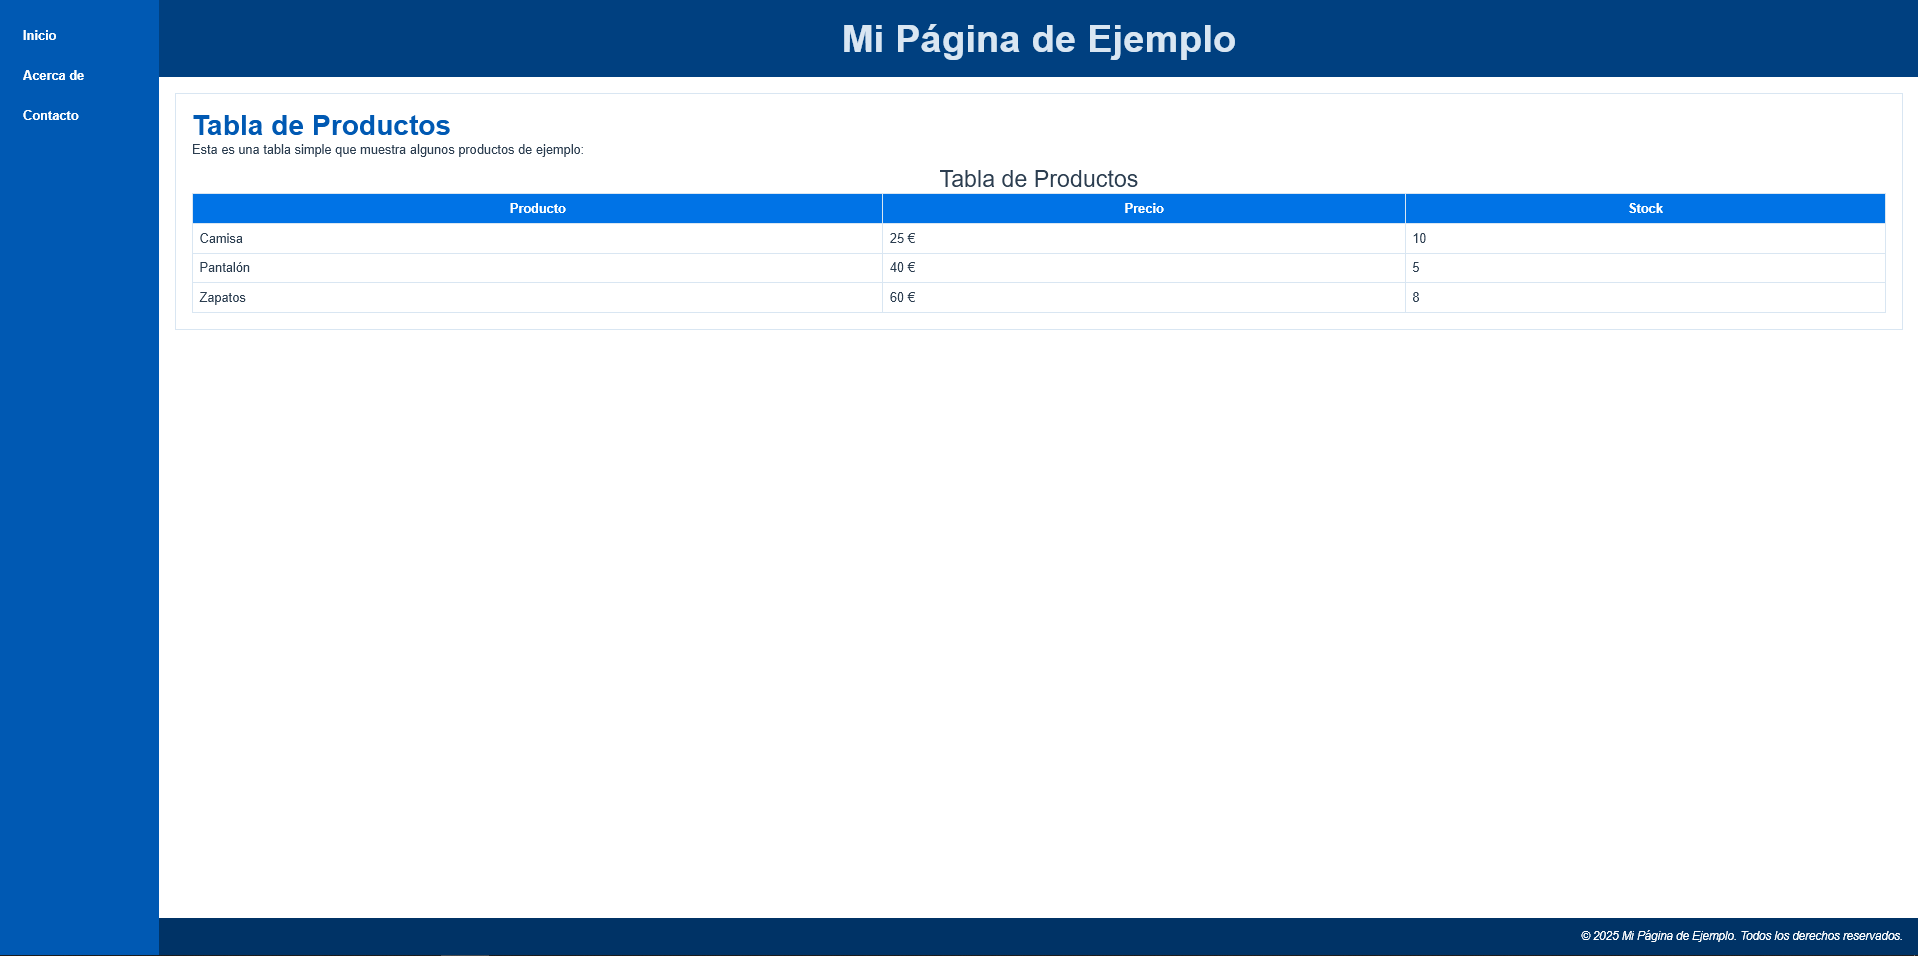 Inicio
Acerca de
Contacto
Mi Página de Ejemplo
Tabla de Productos
Esta es una tabla simple que muestra algunos productos de ejemplo:
Tabla de Productos
Producto Precio Stock
Camisa 25 € 10
Pantalón 40 € 5
Zapatos 60 € 8
© 2025 Mi Página de Ejemplo. Todos los derechos reservados.